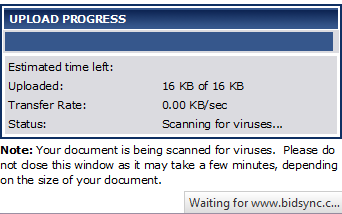 UPLOAD PROGRESS
Estimated time left:
Uploaded: 16 KB of 16 KB
Transfer Rate: 0.00 KB/sec
Status: Scanning for viruses...
Note: Your document is being scanned for viruses. Please do
not close this window as it may take a few minutes, depending
on the size of your document.
Waiting for www.bidsync.c...